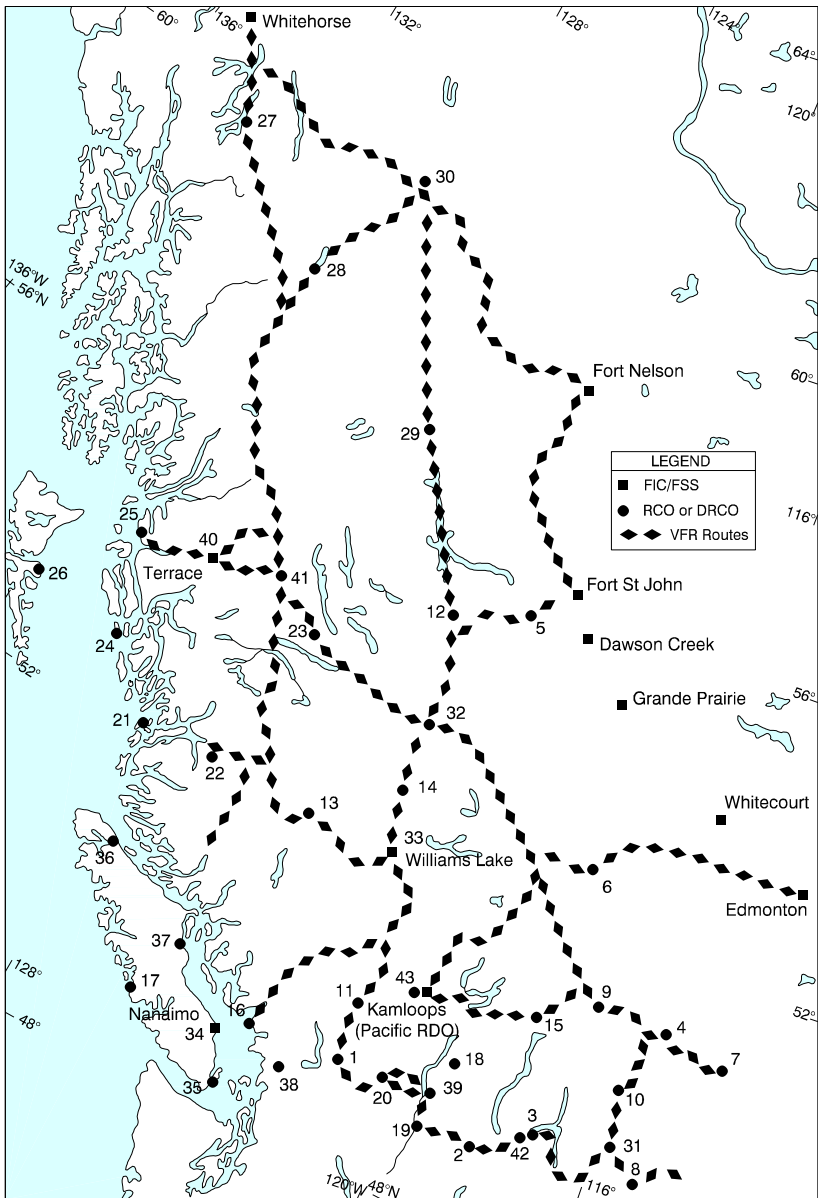 60°
136°
132°
128°
124°
Whitehorse
64°
120°
27
30
28
136°W
56°N
Fort Nelson
60°
29
LEGEND
FIC/FSS
RCO or DRCO
VFR Routes
25
40
116°
Terrace
26
41
Fort St John
24
23
12
5
Dawson Creek
Grande Prairie
56°
52°
21
32
22
14
13
Whitecourt
33
Williams Lake
36
6
Edmonton
37
128°
17
43
11
Kamloops
(Pacific RDO)
9
52°
Nanaimo
16
15
48°
34
4
1
18
7
38
35
20
39
10
19
3
2
42
31
8
120°W
48°N
116°